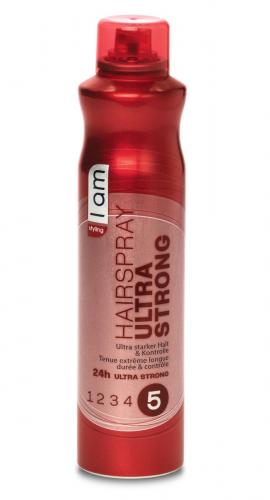 I am
styling
HAIRSPRAY
ULTRA
STRONG
Ultra starker Halt
& Kontrolle
Tenue extrême longue
durée & contrôle
24h ULTRA STRONG
1 2 3 4 5